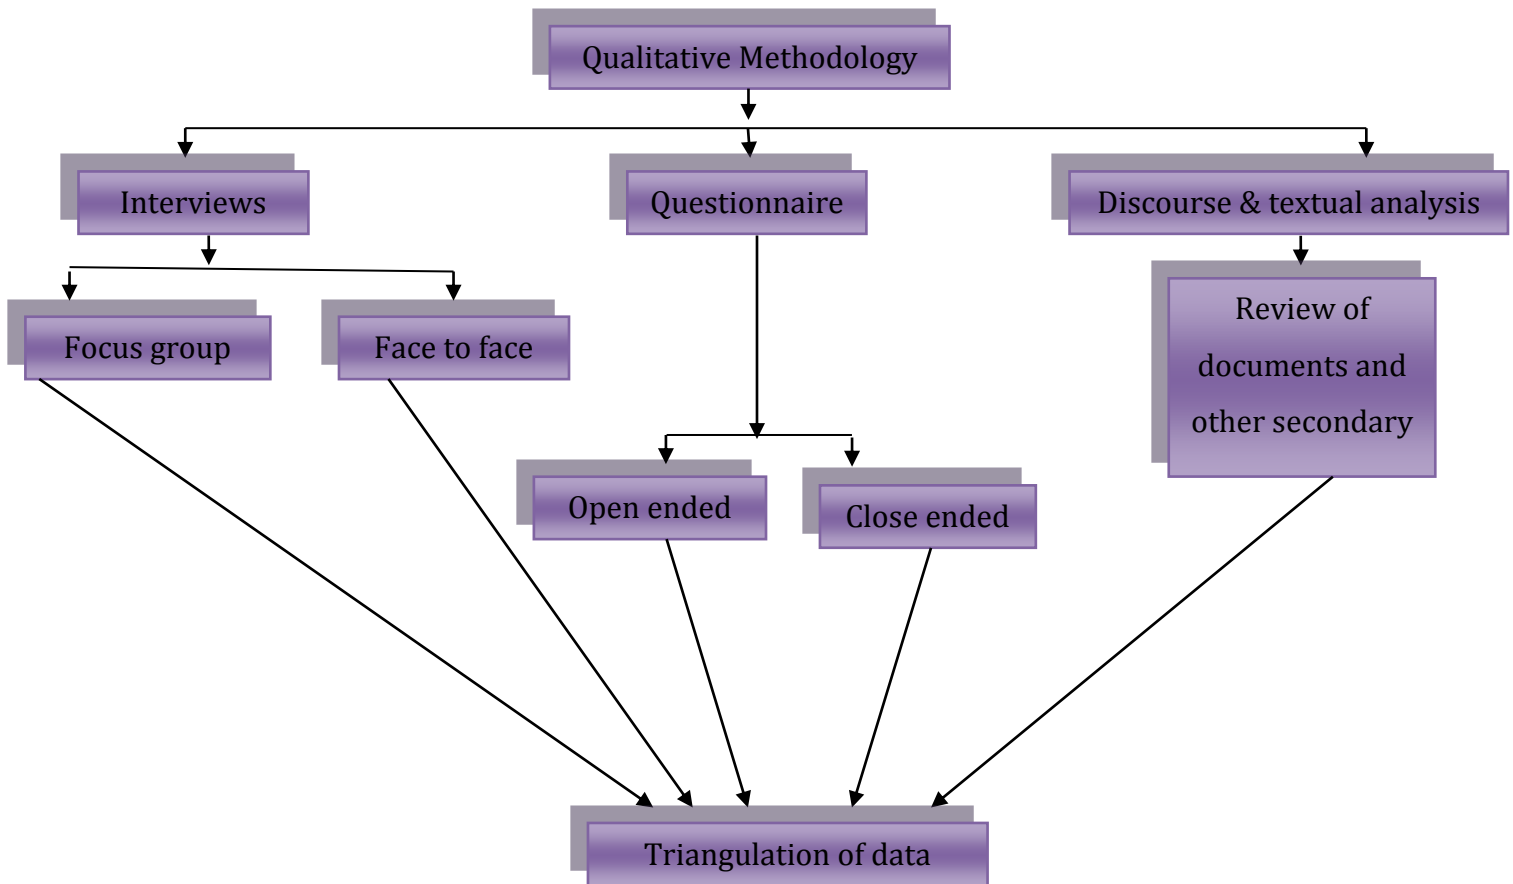 Qualitative Methodology
Interviews
Questionnaire
Discourse & textual analysis
Focus group
Face to face
Review of
documents and
other secondary
Open ended
Close ended
Triangulation of data